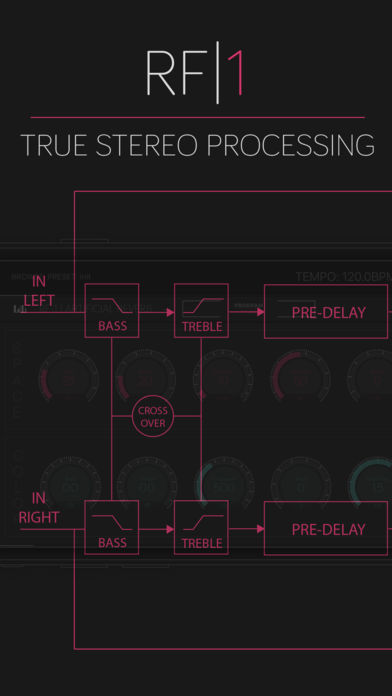 RF|1
TRUE STEREO PROCESSING
TEMPO: 120.0BPM
IN
LEFT
BASS
TREBLE
PRE-DELAY
CROSS
OVER
IN
RIGHT
BASS
TREBLE
PRE-DELAY